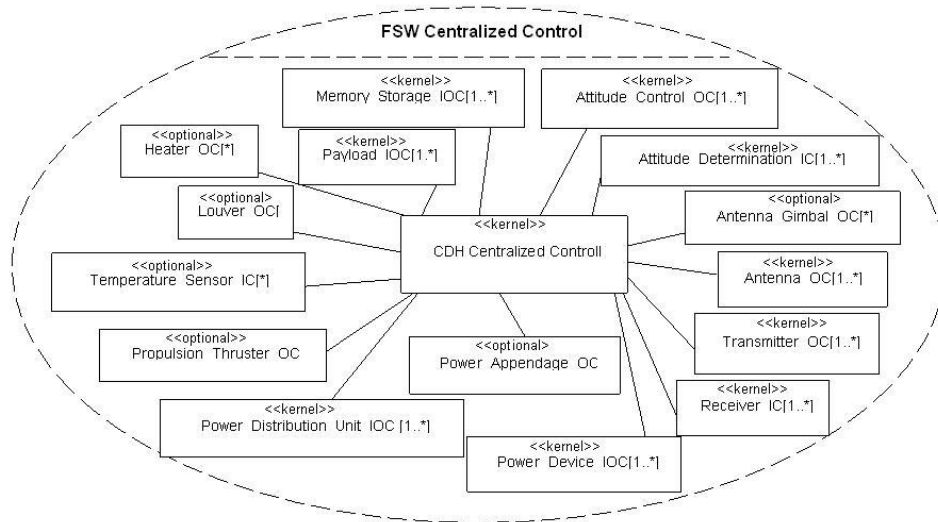 FSW Centralized Control
<<kernel>>
Memory Storage IOC[1..*]
<<kernel>>
Attitude Control OC[1..*]
<<optional>>
Heater OC[*]
<<kernel>>
Payload IOC[1.*]
<<kernel>>
Attitude Determination IC[1..*]
<<optional>
Louver OC[
<<kernel>>
CDH Centralized Controll
<<optional>
Antenna Gimbal OC[*]
<<optional>>
Temperature Sensor IC[*]
<<kernel>>
Antenna OC[1..*]
<<optional>>
Propulsion Thruster OC
<<optional>
Power Appendage OC
<<kernel>>
Transmitter OC[1..*]
<<kernel>>
Power Distribution Unit IOC [1..*]
<<kernel>>
Receiver IC[1..*]
<<kernel>>
Power Device IOC[1..*]